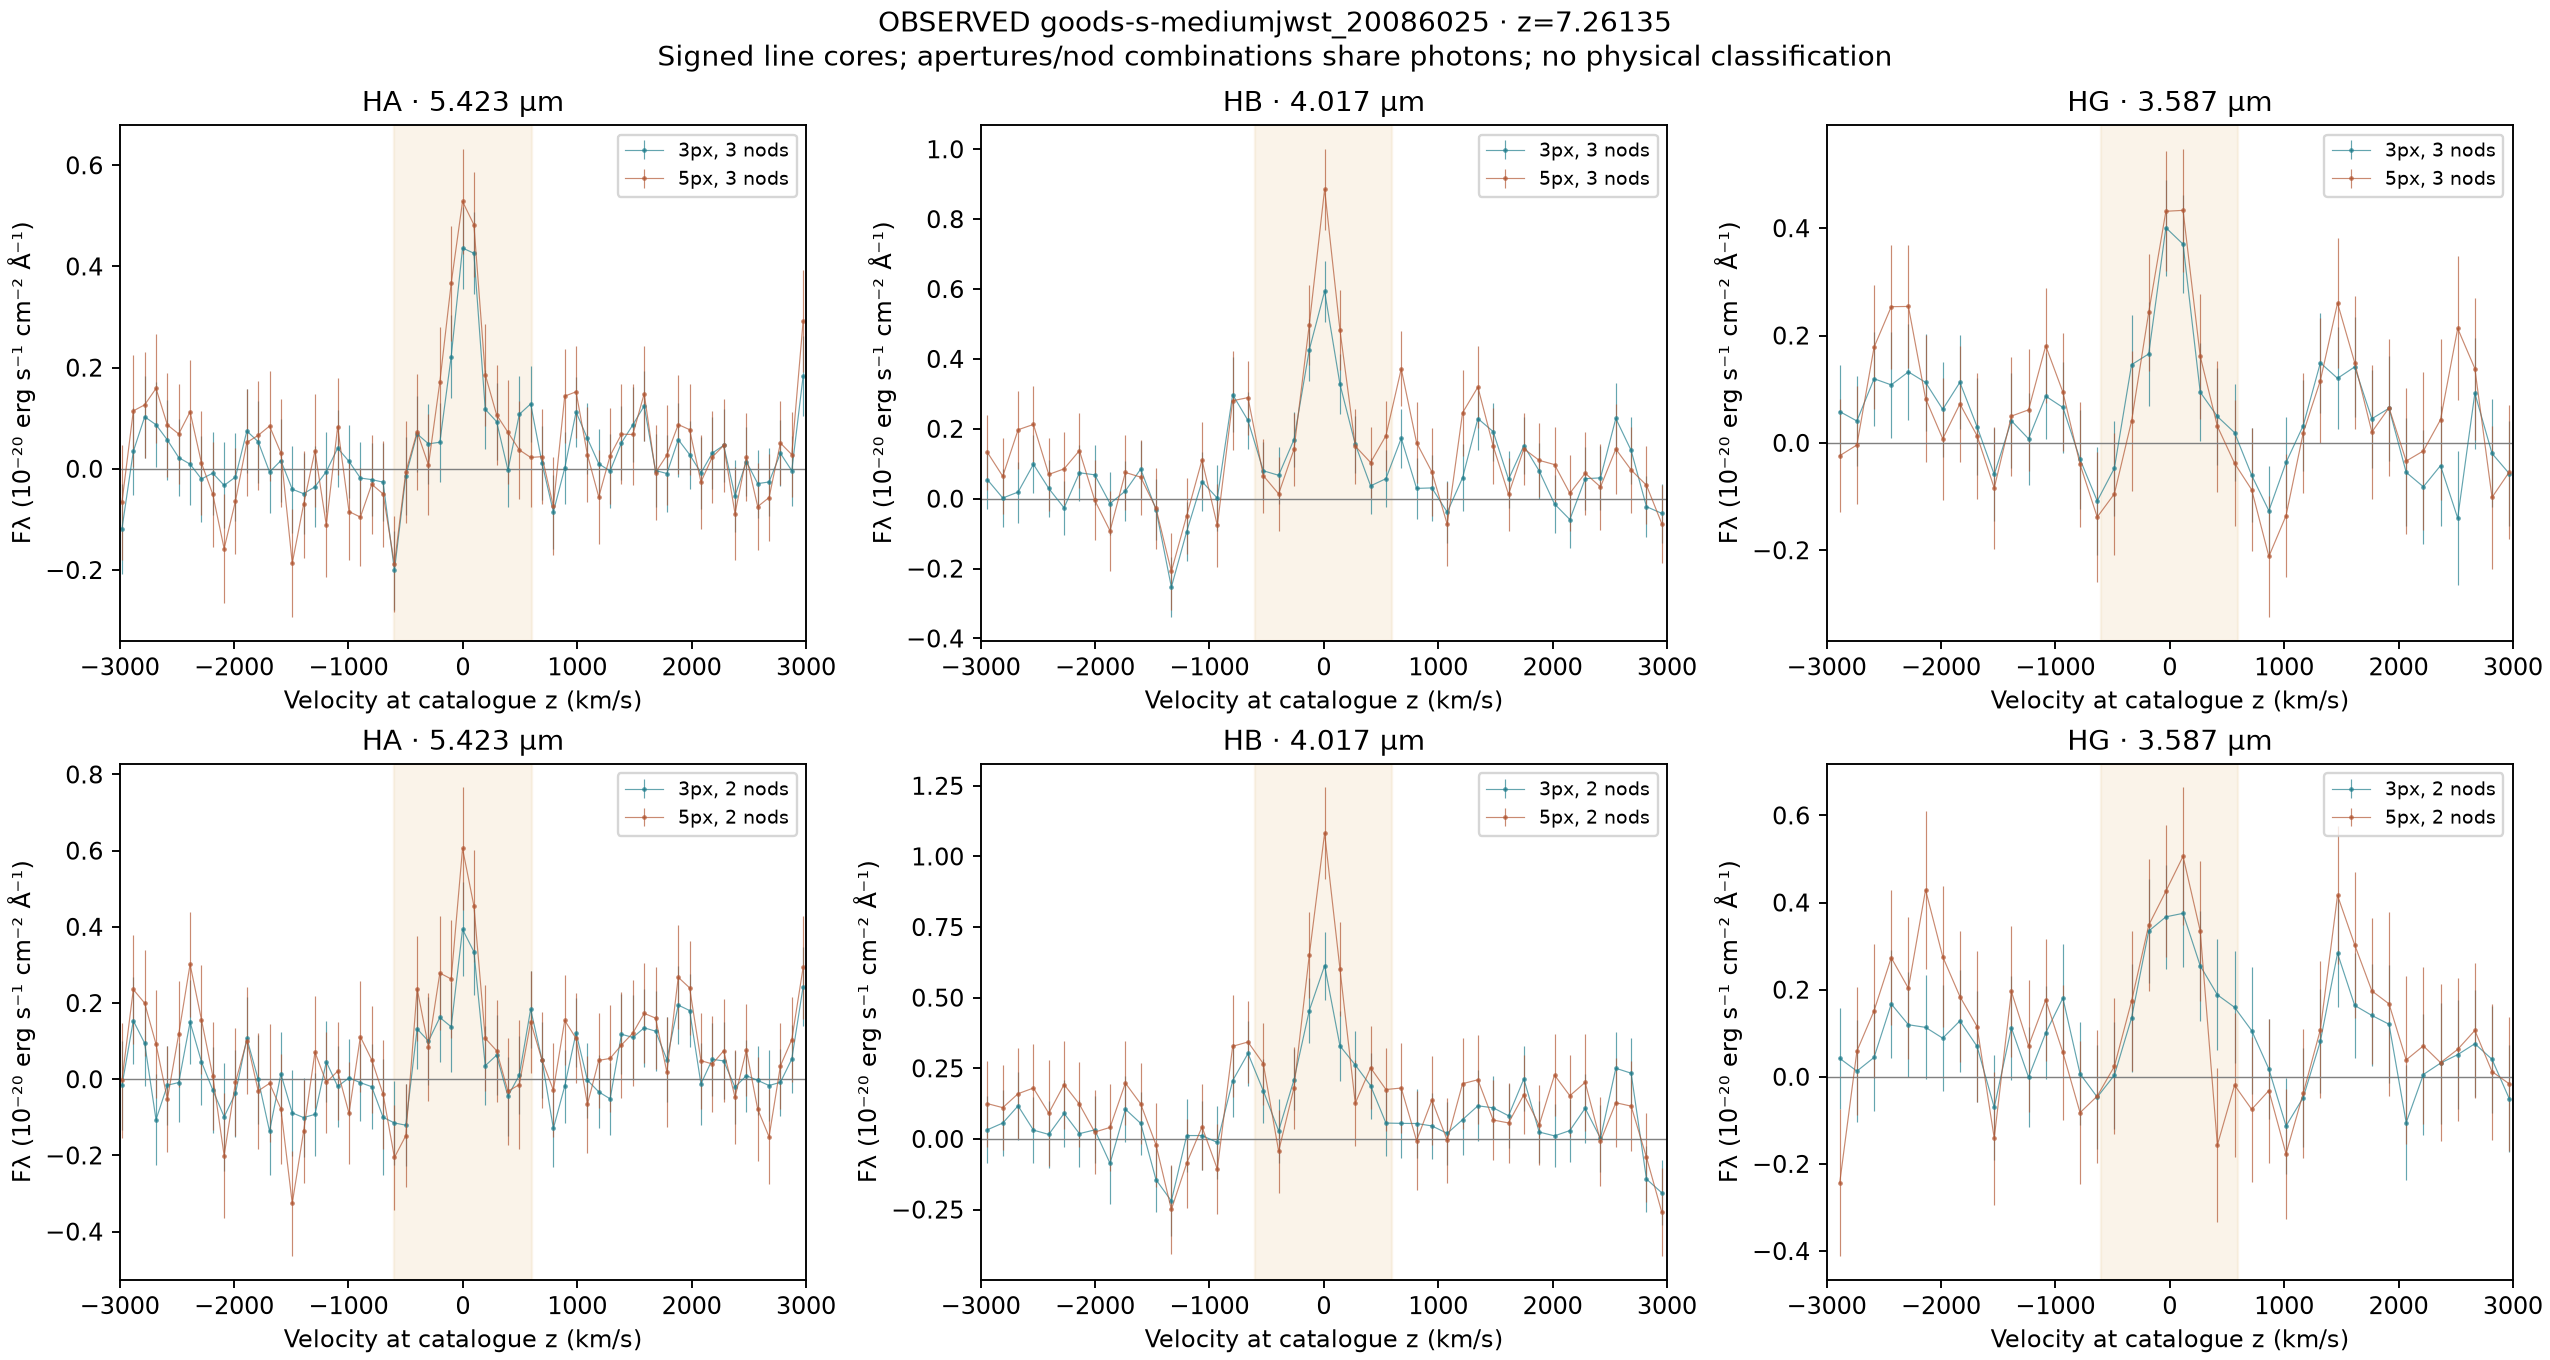 OBSERVED goods-s-mediumjwst_20086025 · z=7.26135
Signed line cores; apertures/nod combinations share photons; no physical classification
HA · 5.423 µm
Fλ (10⁻²⁰ erg s⁻¹ cm⁻² Å⁻¹)
0.6
0.4
0.2
0.0
−0.2
3px, 3 nods
5px, 3 nods
−3000 −2000 −1000 0 1000 2000 3000
Velocity at catalogue z (km/s)
HB · 4.017 µm
Fλ (10⁻²⁰ erg s⁻¹ cm⁻² Å⁻¹)
1.0
0.8
0.6
0.4
0.2
0.0
−0.2
−0.4
3px, 3 nods
5px, 3 nods
−3000 −2000 −1000 0 1000 2000 3000
Velocity at catalogue z (km/s)
HG · 3.587 µm
Fλ (10⁻²⁰ erg s⁻¹ cm⁻² Å⁻¹)
0.4
0.2
0.0
−0.2
3px, 3 nods
5px, 3 nods
−3000 −2000 −1000 0 1000 2000 3000
Velocity at catalogue z (km/s)
HA · 5.423 µm
Fλ (10⁻²⁰ erg s⁻¹ cm⁻² Å⁻¹)
0.8
0.6
0.4
0.2
0.0
−0.2
−0.4
3px, 2 nods
5px, 2 nods
−3000 −2000 −1000 0 1000 2000 3000
Velocity at catalogue z (km/s)
HB · 4.017 µm
Fλ (10⁻²⁰ erg s⁻¹ cm⁻² Å⁻¹)
1.25
1.00
0.75
0.50
0.25
0.00
−0.25
3px, 2 nods
5px, 2 nods
−3000 −2000 −1000 0 1000 2000 3000
Velocity at catalogue z (km/s)
HG · 3.587 µm
Fλ (10⁻²⁰ erg s⁻¹ cm⁻² Å⁻¹)
0.6
0.4
0.2
0.0
−0.2
−0.4
3px, 2 nods
5px, 2 nods
−3000 −2000 −1000 0 1000 2000 3000
Velocity at catalogue z (km/s)